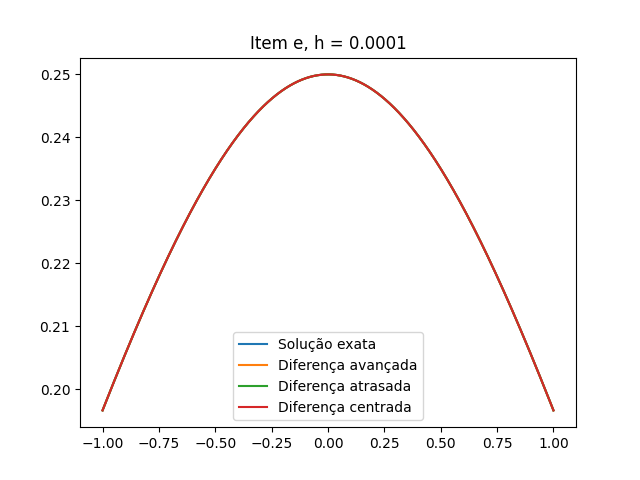 Item e, h = 0.0001
0.25
0.24
0.23
0.22
0.21
0.20
Solução exata
Diferença avançada
Diferença atrasada
Diferença centrada
−1.00 −0.75 −0.50 −0.25 0.00 0.25 0.50 0.75 1.00